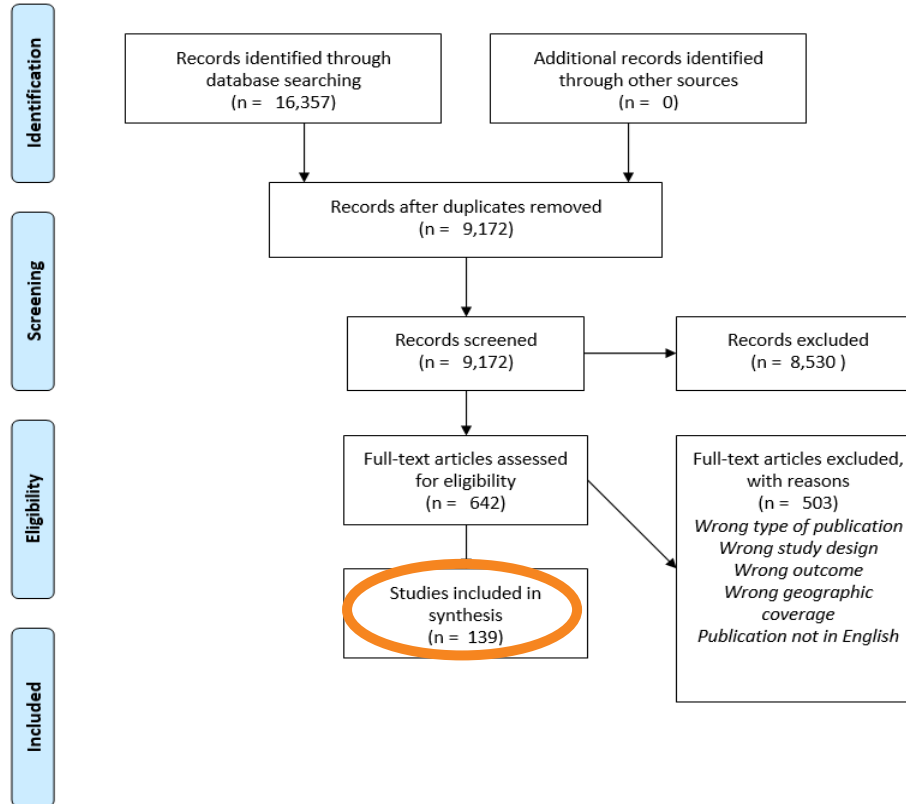 Identification
Records identified through
database searching
(n = 16,357)
Additional records identified
through other sources
(n = 0)
Records after duplicates removed
(n = 9,172)
Screening
Records screened
(n = 9,172)
Records excluded
(n = 8,530 )
Eligibility
Full-text articles assessed
for eligibility
(n = 642)
Full-text articles excluded,
with reasons
(n = 503)
Wrong type of publication
Wrong study design
Wrong outcome
Wrong geographic
coverage
Publication not in English
Included
Studies included in
synthesis
(n = 139)